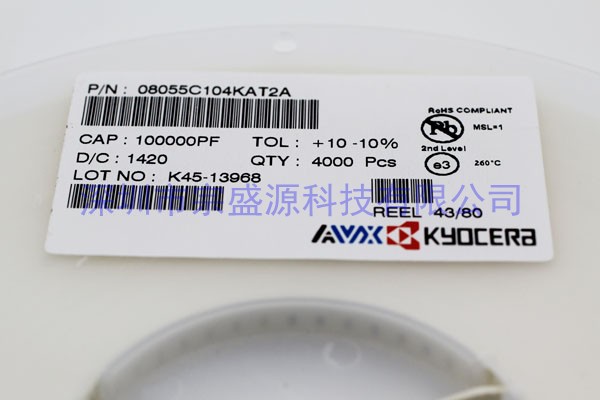 P/N : 08055C104KAT2A
RoHS COMPLIANT
Pb
MSL=1
2nd Level
e3
260°C
CAP : 100000PF TOL : +10 -10%
D/C : 1420 QTY : 4000 Pcs
LOT NO : K45-13968
深圳市京盛源科技有限公司
REEL 43/80
AVX KYOCERA